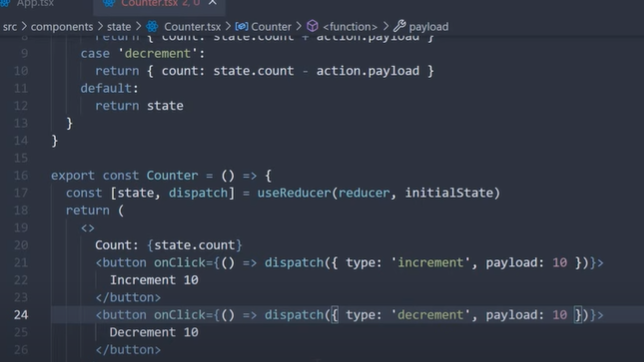 App.tsx Counter.tsx 2, U ×
src > components > state > Counter.tsx > Counter > <function> > payload
8 return { count: state.count + action.payload }
9 case 'decrement':
10 return { count: state.count - action.payload }
11 default:
12 return state
13 }
14 }
15
16 export const Counter = () => {
17 const [state, dispatch] = useReducer(reducer, initialState)
18 return (
19 <>
20 Count: {state.count}
21 <button onClick={() => dispatch({ type: 'increment', payload: 10 })}>
22 Increment 10
23 </button>
24 <button onClick={() => dispatch({ type: 'decrement', payload: 10 })}>
25 Decrement 10
26 </button>